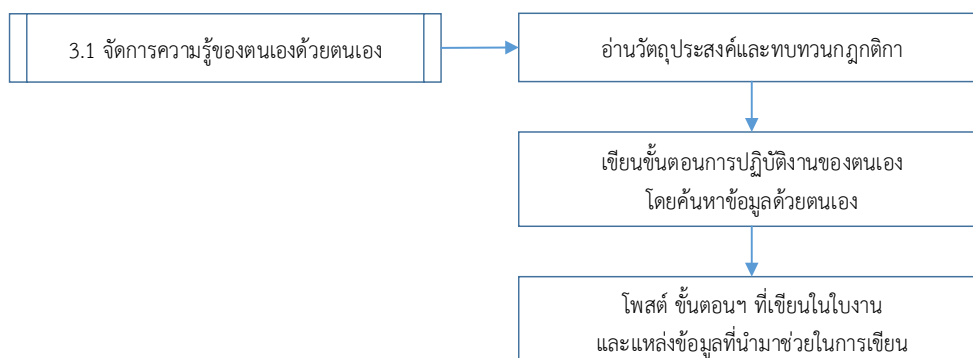 3.1 จัดการความรู้ของตนเองด้วยตนเอง
อ่านวัตถุประสงค์และทบทวนกฎกติกา
เขียนขั้นตอนการปฏิบัติงานของตนเอง
โดยค้นหาข้อมูลด้วยตนเอง
โพสต์ ขั้นตอนฯ ที่เขียนในใบงาน
และแหล่งข้อมูลที่นำมาช่วยในการเขียน